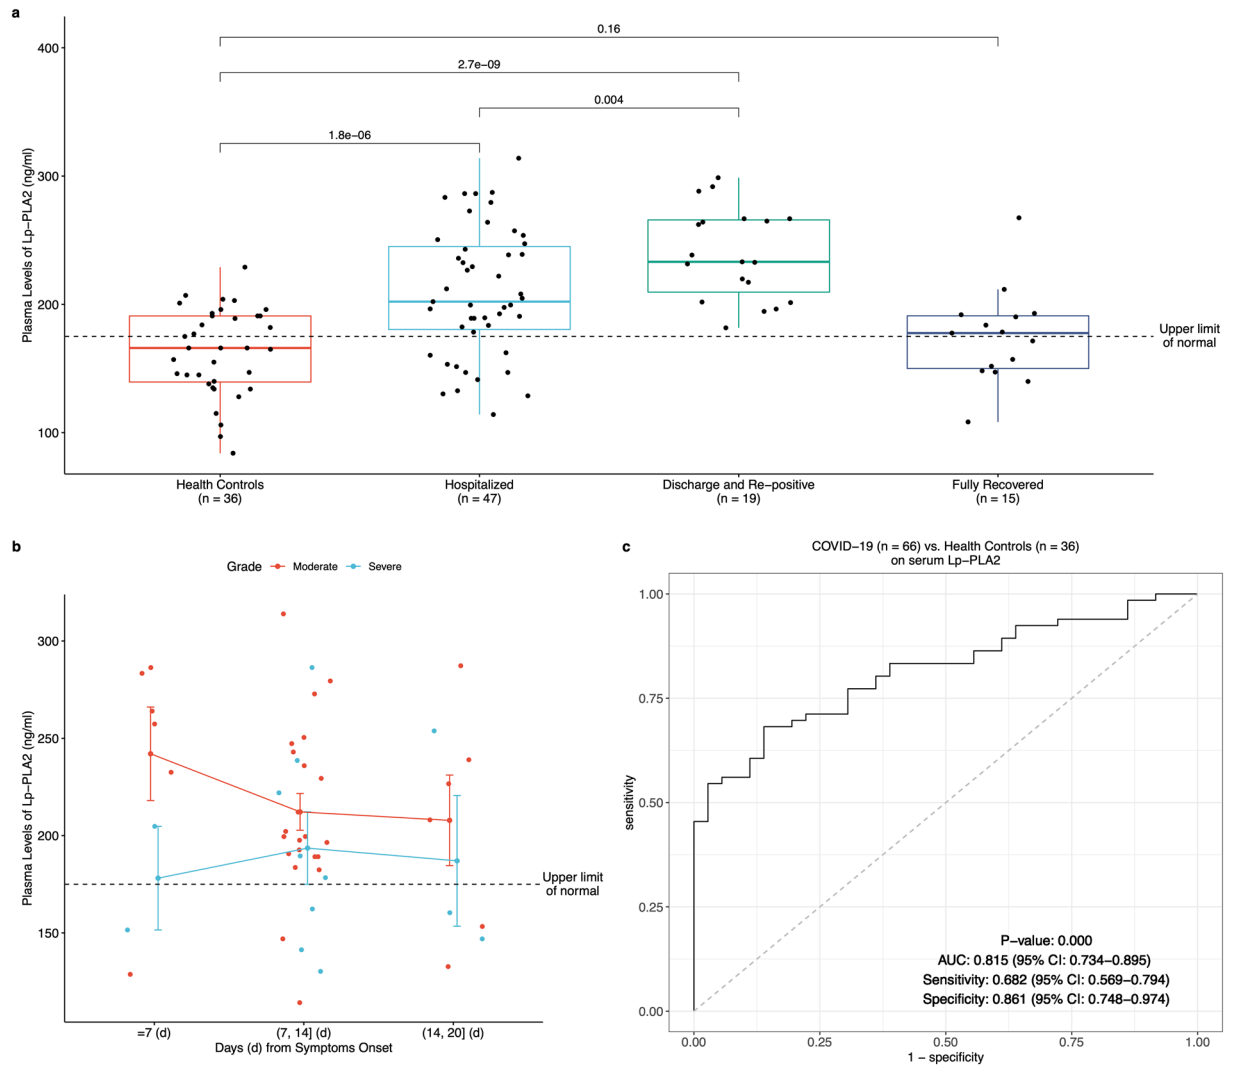 a
0.16
2.7e−09
0.004
1.8e−06
400
300
200
100
Plasma Levels of Lp−PLA2 (ng/ml)
Upper limit
of normal
Health Controls
(n = 36)
Hospitalized
(n = 47)
Discharge and Re−positive
(n = 19)
Fully Recovered
(n = 15)
b
Grade
Moderate
Severe
300
250
200
150
Plasma Levels of Lp−PLA2 (ng/ml)
Upper limit
of normal
=7 (d)
(7, 14] (d)
(14, 20] (d)
Days (d) from Symptoms Onset
c
COVID−19 (n = 66) vs. Health Controls (n = 36)
on serum Lp−PLA2
1.00
0.75
0.50
0.25
0.00
sensitivity
P−value: 0.000
AUC: 0.815 (95% CI: 0.734−0.895)
Sensitivity: 0.682 (95% CI: 0.569−0.794)
Specificity: 0.861 (95% CI: 0.748−0.974)
0.00
0.25
0.50
0.75
1.00
1 − specificity